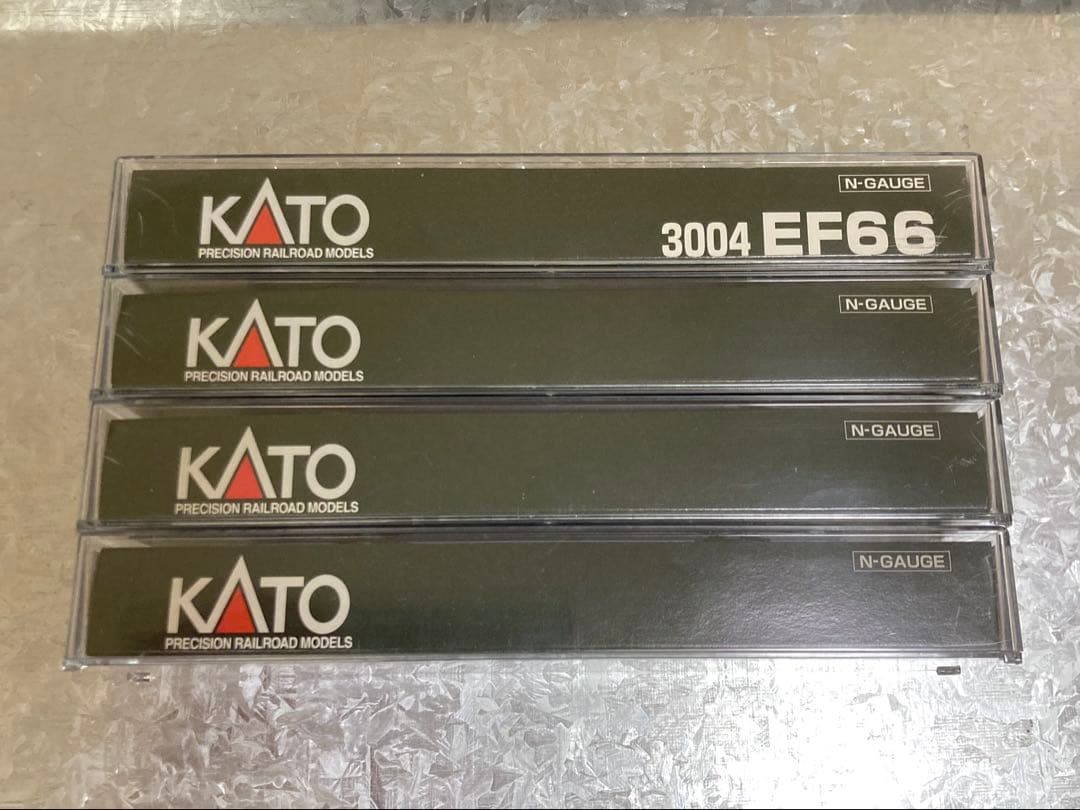 N-GAUGE
KATO
PRECISION RAILROAD MODELS
3004 EF66
N-GAUGE
KATO
PRECISION RAILROAD MODELS
N-GAUGE
KATO
PRECISION RAILROAD MODELS
N-GAUGE
KATO
PRECISION RAILROAD MODELS